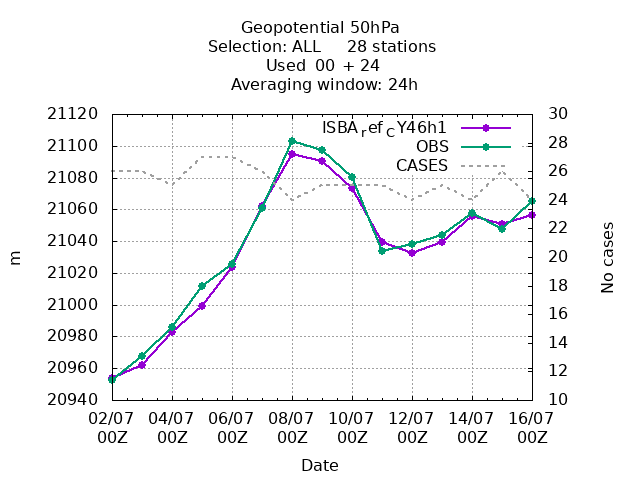 Geopotential 50hPa
Selection: ALL 28 stations
Used 00 + 24
Averaging window: 24h
21120
21100
21080
21060
21040
21020
21000
20980
20960
20940
m
ISBA_ref_CY46h1
OBS
CASES
30
28
26
24
22
20
18
16
14
12
10
No cases
02/07 04/07 06/07 08/07 10/07 12/07 14/07 16/07
00Z 00Z 00Z 00Z 00Z 00Z 00Z 00Z
Date